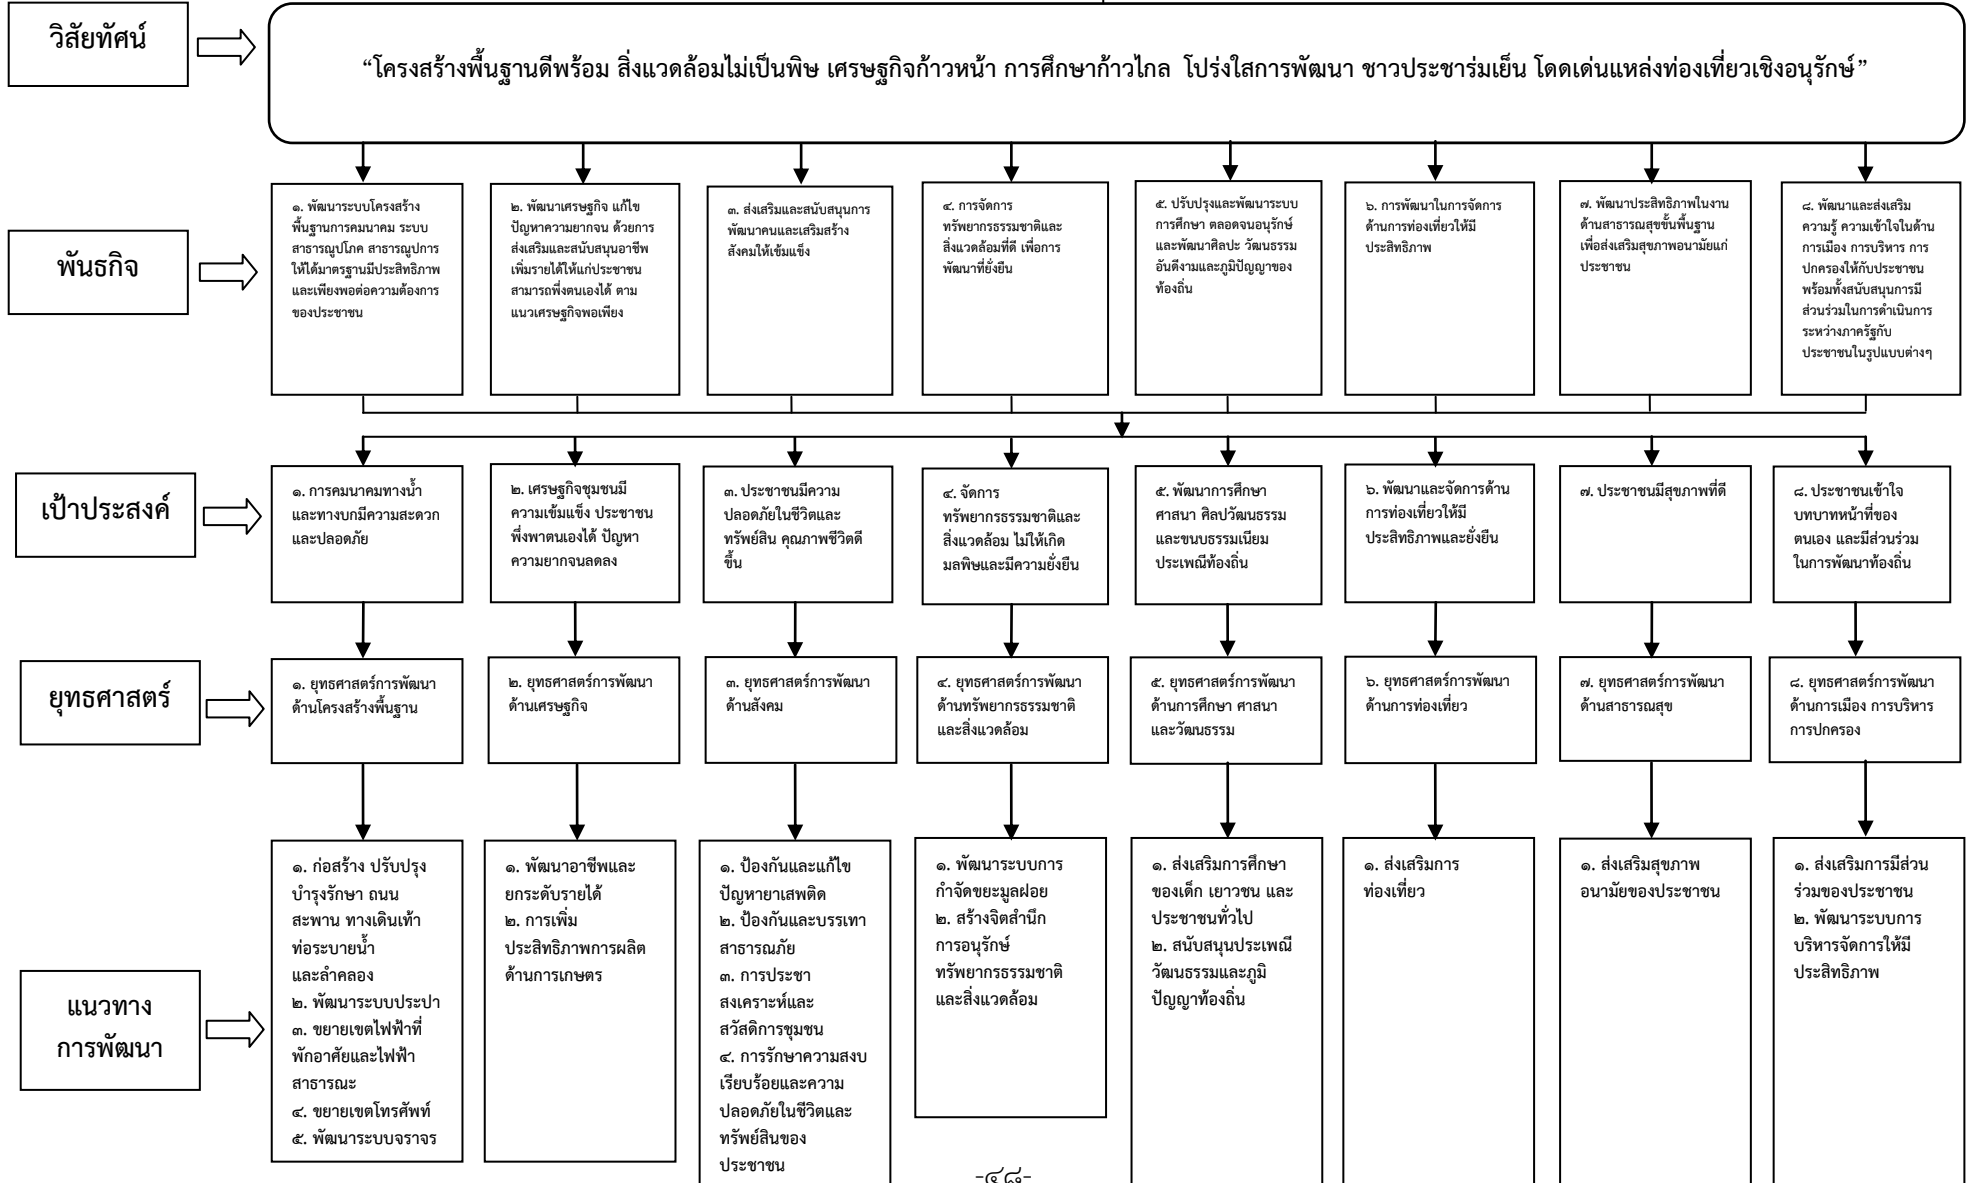 วิสัยทัศน์
“โครงสร้างพื้นฐานดีพร้อม สิ่งแวดล้อมไม่เป็นพิษ เศรษฐกิจก้าวหน้า การศึกษาก้าวไกล โปร่งใสการพัฒนา ชาวประชาร่มเย็น โดดเด่นแหล่งท่องเที่ยวเชิงอนุรักษ์”
พันธกิจ
๑. พัฒนาระบบโครงสร้าง
พื้นฐานการคมนาคม ระบบ
สาธารณูปโภค สาธารณูปการ
ให้ได้มาตรฐานมีประสิทธิภาพ
และเพียงพอต่อความต้องการ
ของประชาชน
๒. พัฒนาเศรษฐกิจ แก้ไข
ปัญหาความยากจน ด้วยการ
ส่งเสริมและสนับสนุนอาชีพ
เพิ่มรายได้ให้แก่ประชาชน
สามารถพึ่งตนเองได้ ตาม
แนวเศรษฐกิจพอเพียง
๓. ส่งเสริมและสนับสนุนการ
พัฒนาคนและเสริมสร้าง
สังคมให้เข้มแข็ง
๔. การจัดการ
ทรัพยากรธรรมชาติและ
สิ่งแวดล้อมที่ดี เพื่อการ
พัฒนาที่ยั่งยืน
๕. ปรับปรุงและพัฒนาระบบ
การศึกษา ตลอดจนอนุรักษ์
และพัฒนาศิลปะ วัฒนธรรม
อันดีงามและภูมิปัญญาของ
ท้องถิ่น
๖. การพัฒนาในการจัดการ
ด้านการท่องเที่ยวให้มี
ประสิทธิภาพ
๗. พัฒนาประสิทธิภาพในงาน
ด้านสาธารณสุขขั้นพื้นฐาน
เพื่อส่งเสริมสุขภาพอนามัยแก่
ประชาชน
๘. พัฒนาและส่งเสริม
ความรู้ ความเข้าใจในด้าน
การเมือง การบริหาร การ
ปกครองให้กับประชาชน
พร้อมทั้งสนับสนุนการมี
ส่วนร่วมในการดำเนินการ
ระหว่างภาครัฐกับ
ประชาชนในรูปแบบต่างๆ
เป้าประสงค์
๑. การคมนาคมทางน้ำ
และทางบกมีความสะดวก
และปลอดภัย
๒. เศรษฐกิจชุมชนมี
ความเข้มแข็ง ประชาชน
พึ่งพาตนเองได้ ปัญหา
ความยากจนลดลง
๓. ประชาชนมีความ
ปลอดภัยในชีวิตและ
ทรัพย์สิน คุณภาพชีวิตดี
ขึ้น
๔. จัดการ
ทรัพยากรธรรมชาติและ
สิ่งแวดล้อม ไม่ให้เกิด
มลพิษและมีความยั่งยืน
๕. พัฒนาการศึกษา
ศาสนา ศิลปวัฒนธรรม
และขนบธรรมเนียม
ประเพณีท้องถิ่น
๖. พัฒนาและจัดการด้าน
การท่องเที่ยวให้มี
ประสิทธิภาพและยั่งยืน
๗. ประชาชนมีสุขภาพที่ดี
๘. ประชาชนเข้าใจ
บทบาทหน้าที่ของ
ตนเอง และมีส่วนร่วม
ในการพัฒนาท้องถิ่น
ยุทธศาสตร์
๑. ยุทธศาสตร์การพัฒนา
ด้านโครงสร้างพื้นฐาน
๒. ยุทธศาสตร์การพัฒนา
ด้านเศรษฐกิจ
๓. ยุทธศาสตร์การพัฒนา
ด้านสังคม
๔. ยุทธศาสตร์การพัฒนา
ด้านทรัพยากรธรรมชาติ
และสิ่งแวดล้อม
๕. ยุทธศาสตร์การพัฒนา
ด้านการศึกษา ศาสนา
และวัฒนธรรม
๖. ยุทธศาสตร์การพัฒนา
ด้านการท่องเที่ยว
๗. ยุทธศาสตร์การพัฒนา
ด้านสาธารณสุข
๘. ยุทธศาสตร์การพัฒนา
ด้านการเมือง การบริหาร
การปกครอง
แนวทาง
การพัฒนา
๑. ก่อสร้าง ปรับปรุง
บำรุงรักษา ถนน
สะพาน ทางเดินเท้า
ท่อระบายน้ำ
และลำคลอง
๒. พัฒนาระบบประปา
๓. ขยายเขตไฟฟ้าที่
พักอาศัยและไฟฟ้า
สาธารณะ
๔. ขยายเขตโทรศัพท์
๕. พัฒนาระบบจราจร
๑. พัฒนาอาชีพและ
ยกระดับรายได้
๒. การเพิ่ม
ประสิทธิภาพการผลิต
ด้านการเกษตร
๑. ป้องกันและแก้ไข
ปัญหายาเสพติด
๒. ป้องกันและบรรเทา
สาธารณภัย
๓. การประชา
สงเคราะห์และ
สวัสดิการชุมชน
๔. การรักษาความสงบ
เรียบร้อยและความ
ปลอดภัยในชีวิตและ
ทรัพย์สินของ
ประชาชน
๑. พัฒนาระบบการ
กำจัดขยะมูลฝอย
๒. สร้างจิตสำนึก
การอนุรักษ์
ทรัพยากรธรรมชาติ
และสิ่งแวดล้อม
๑. ส่งเสริมการศึกษา
ของเด็ก เยาวชน และ
ประชาชนทั่วไป
๒. สนับสนุนประเพณี
วัฒนธรรมและภูมิ
ปัญญาท้องถิ่น
๑. ส่งเสริมการ
ท่องเที่ยว
๑. ส่งเสริมสุขภาพ
อนามัยของประชาชน
๑. ส่งเสริมการมีส่วน
ร่วมของประชาชน
๒. พัฒนาระบบการ
บริหารจัดการให้มี
ประสิทธิภาพ